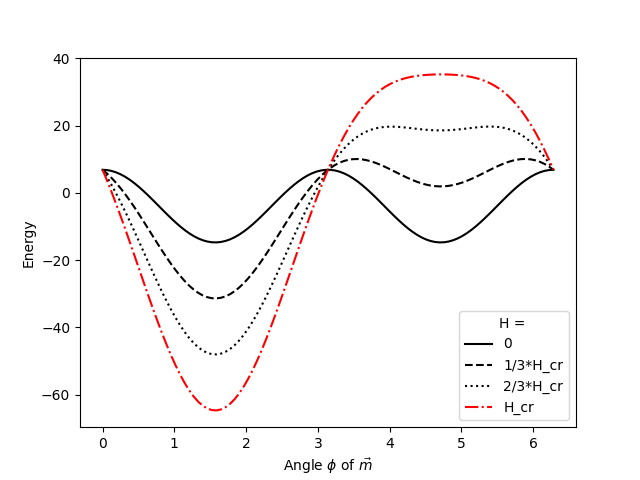 40
20
0
−20
−40
−60
Energy
0
1
2
3
4
5
6
Angle ϕ of m⃗
H =
0
1/3*H_cr
2/3*H_cr
H_cr